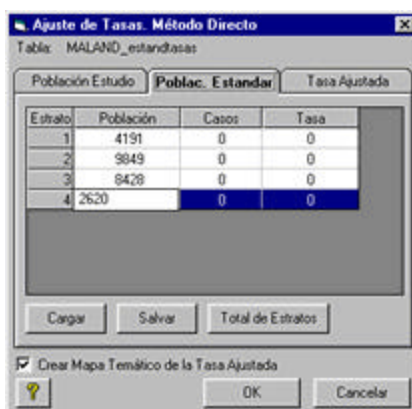 Ajuste de Tasas. Método Directo
Tabla: MALAND_estandtasas
Población Estudio Poblac. Estandar Tasa Ajustada
Estrato Población Casos Tasa
1 4191 0 0
2 9849 0 0
3 8428 0 0
4 2620 0 0
Cargar Salvar Total de Estratos
Crear Mapa Temático de la Tasa Ajustada
? OK Cancelar